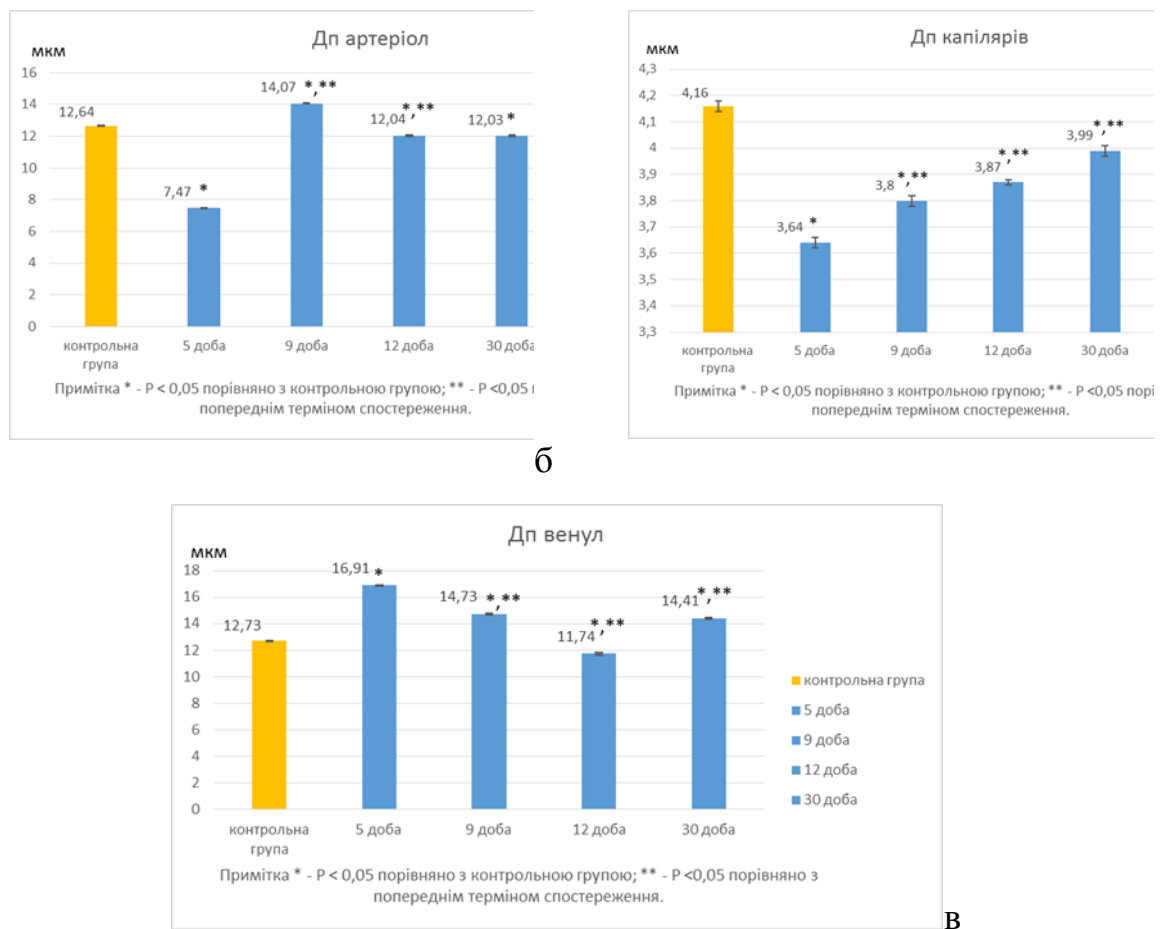 Дп артеріол
мкм
16
14
12
10
8
6
4
2
0
12,64
7,47 *
14,07 *,**
12,04 *,**
12,03 *
контрольна група
5 доба
9 доба
12 доба
30 доба
Примітка * - P < 0,05 порівняно з контрольною групою; ** - P <0,05
попереднім терміном спостереження.
Дп капілярів
мкм
4,3
4,2
4,1
4
3,9
3,8
3,7
3,6
3,5
3,4
3,3
4,16
3,64 *
3,8 *,**
3,87 *,**
3,99 *,**
контрольна група
5 доба
9 доба
12 доба
30 доба
Примітка * - P < 0,05 порівняно з контрольною групою; ** - P <0,05 порі
попереднім терміном спостереження.
б
Дп венул
мкм
18
16
14
12
10
8
6
4
2
0
12,73
16,91 *
14,73 *,**
11,74 *,**
14,41 *,**
контрольна група
5 доба
9 доба
12 доба
30 доба
контрольна група
5 доба
9 доба
12 доба
30 доба
Примітка * - P < 0,05 порівняно з контрольною групою; ** - P <0,05 порівняно з
попереднім терміном спостереження.
в